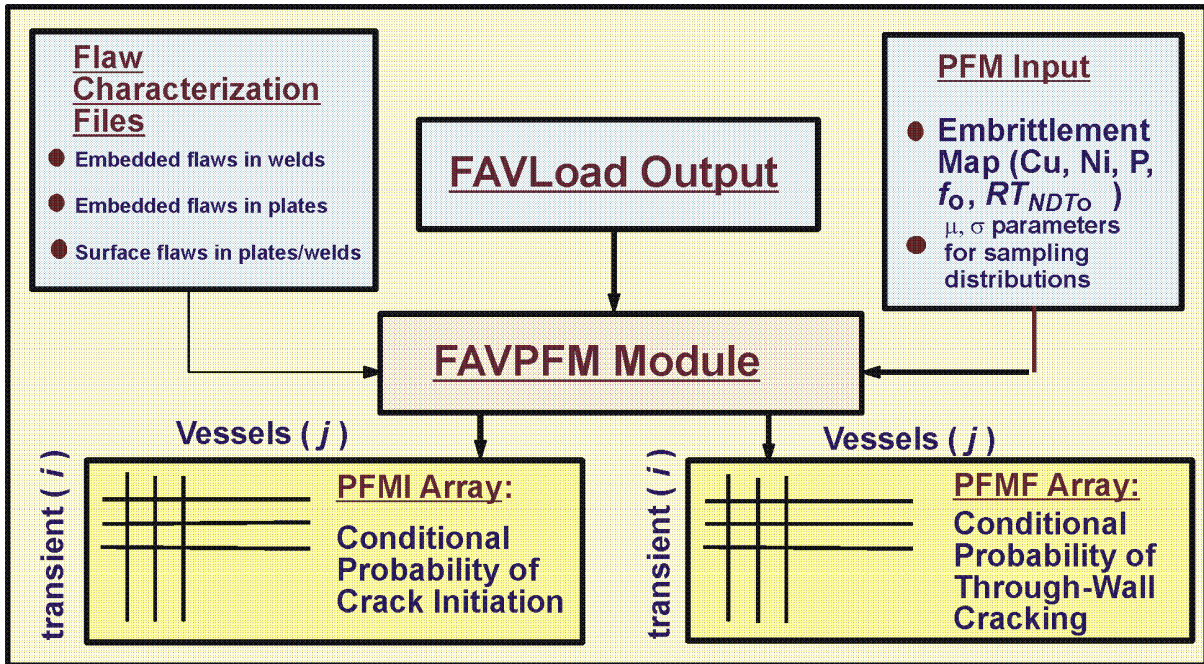 Flaw
Characterization
Files
Embedded flaws in welds
Embedded flaws in plates
Surface flaws in plates/welds
FAVLoad Output
PFM Input
Embrittlement
Map (Cu, Ni, P,
fo, RTNDTo )
μ, σ parameters
for sampling
distributions
FAVPFM Module
Vessels ( j )
transient ( i )
PFMI Array:
Conditional
Probability of
Crack Initiation
Vessels ( j )
transient ( i )
PFMF Array:
Conditional
Probability of
Through-Wall
Cracking